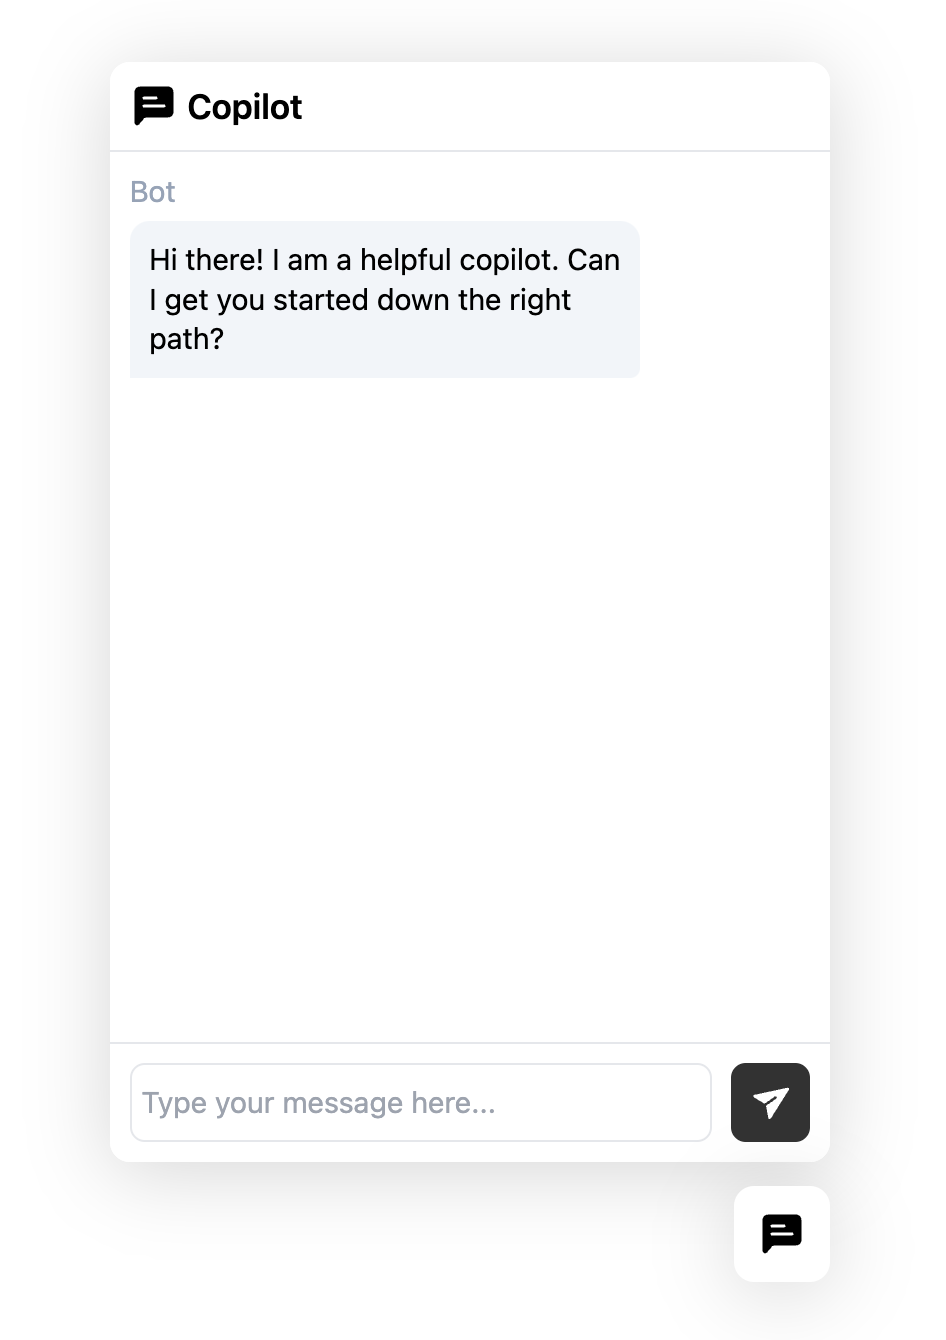 Copilot
Bot
Hi there! I am a helpful copilot. Can
I get you started down the right
path?
Type your message here...